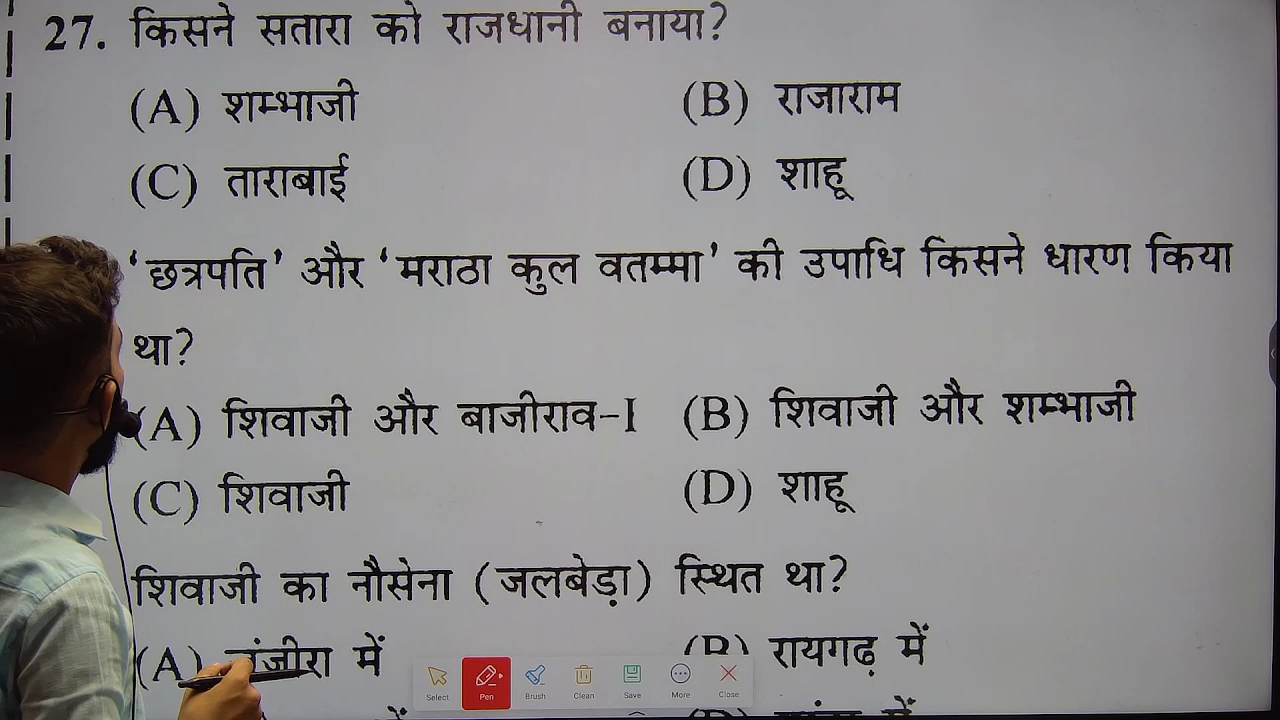 27. किसने सतारा को राजधानी बनाया?
(A) शम्भाजी (B) राजाराम
(C) ताराबाई (D) शाहू
'छत्रपति' और 'मराठा कुल वतम्मा' की उपाधि किसने धारण किया
था?
(A) शिवाजी और बाजीराव-I (B) शिवाजी और शम्भाजी
(C) शिवाजी (D) शाहू
शिवाजी का नौसेना (जलबेड़ा) स्थित था?
(A) में (B) रायगढ़ में
Select Pen Brush Clean Save More Close
में (D) में